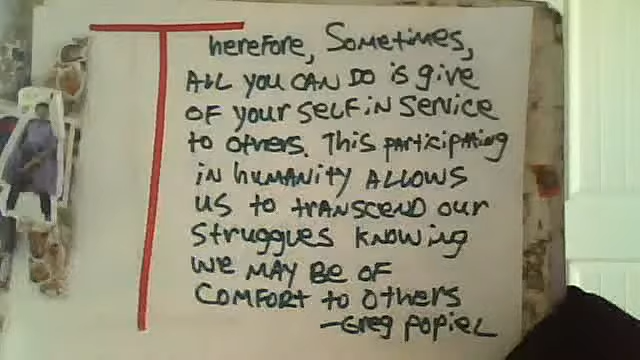 Therefore, Sometimes,
ALL you CAN DO is give
of your SELF in Service
to others. This participating
in humanity ALLOWS
us to transcend our
struggues knowing
we may be of
comfort to others
-Greg Popiel